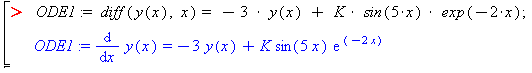 > ODE1 := diff(y(x), x) = −3 · y(x) + K · sin(5·x) · exp(−2·x);
ODE1 := d/dx y(x) = −3 y(x) + K sin(5 x) e^(−2 x)